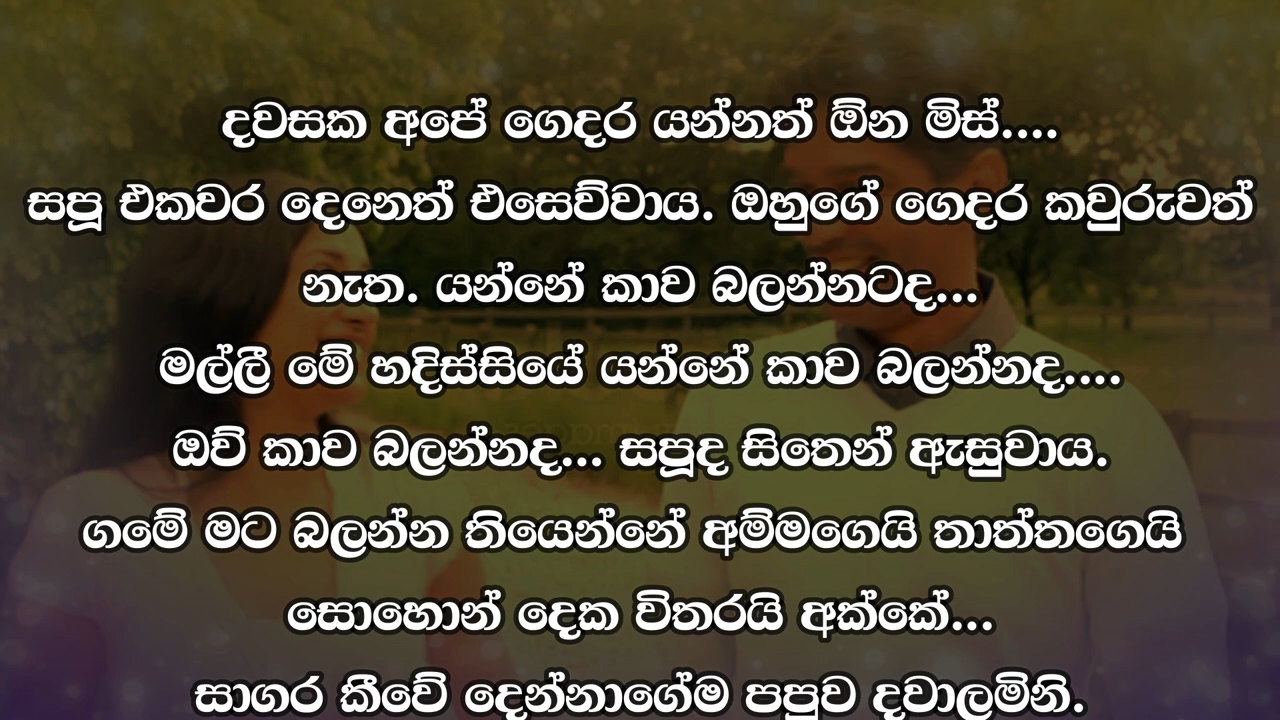 දවසක අපේ ගෙදර යන්නත් ඕන මිස්....
සපූ එකවර දෙනෙත් එසෙව්වාය. ඔහුගේ ගෙදර කවුරුවත්
නැත. යන්නේ කාව බලන්නටද...
මල්ලී මේ හදිස්සියේ යන්නේ කාව බලන්නද....
ඔව් කාව බලන්නද... සපූද සිතෙන් ඇසුවාය.
ගමේ මට බලන්න තියෙන්නේ අම්මගෙයි තාත්තගෙයි
සොහොන් දෙක විතරයි අක්කේ...
සාගර කීවේ දෙන්නාගේම පපුව දවාලමිනි.